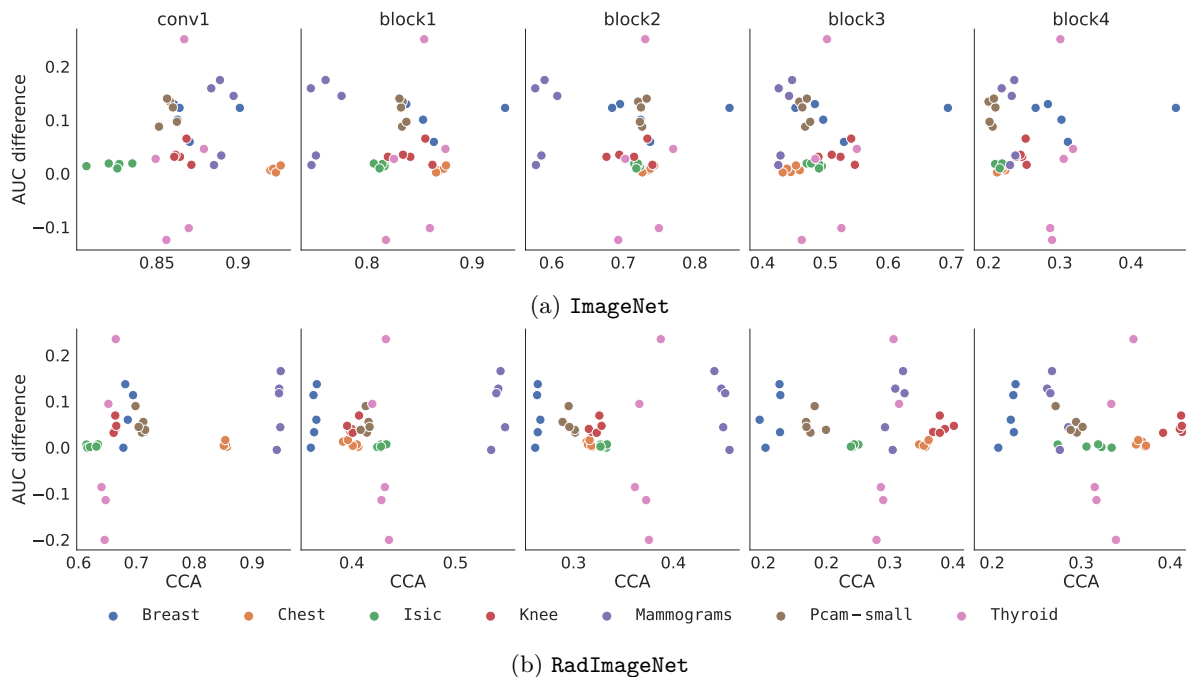 conv1 block1 block2 block3 block4
AUC difference
0.2
0.1
0.0
−0.1
0.85 0.9 0.8 0.9 0.6 0.7 0.8 0.4 0.5 0.6 0.7 0.2 0.3 0.4
(a) ImageNet
AUC difference
0.2
0.1
0.0
−0.1
−0.2
0.6 0.7 0.8 0.9 0.4 0.5 0.3 0.4 0.2 0.3 0.4 0.2 0.3 0.4
CCA CCA CCA CCA CCA
Breast Chest Isic Knee Mammograms Pcam−small Thyroid
(b) RadImageNet